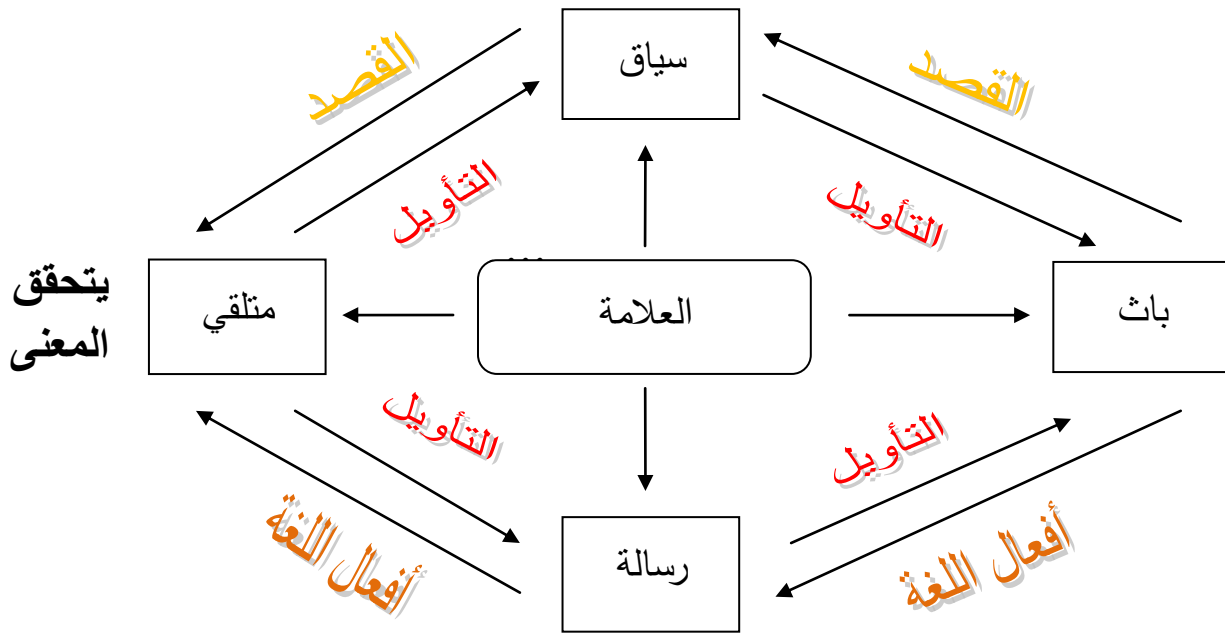 سياق
القصد
القصد
التأويل
التأويل
باث
العلامة
متلقي
يتحقق
المعنى
التأويل
التأويل
أفعال اللغة
أفعال اللغة
رسالة